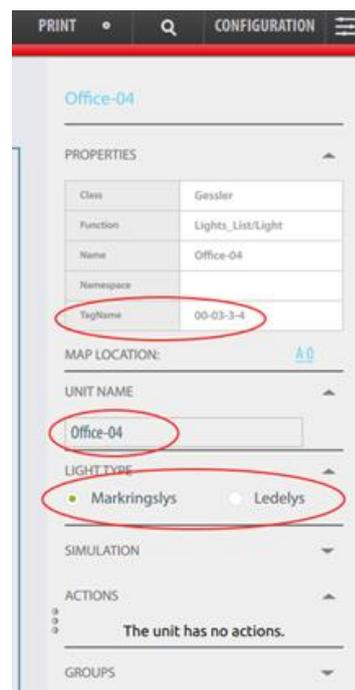 PRINT CONFIGURATION
Office-04
PROPERTIES
Class Gessler
Function Lights_List/Light
Name Office-04
Namespace
TagName 00-03-3-4
MAP LOCATION: A 0
UNIT NAME
Office-04
LIGHT TYPE
Markringslys Ledelys
SIMULATION
ACTIONS
The unit has no actions.
GROUPS